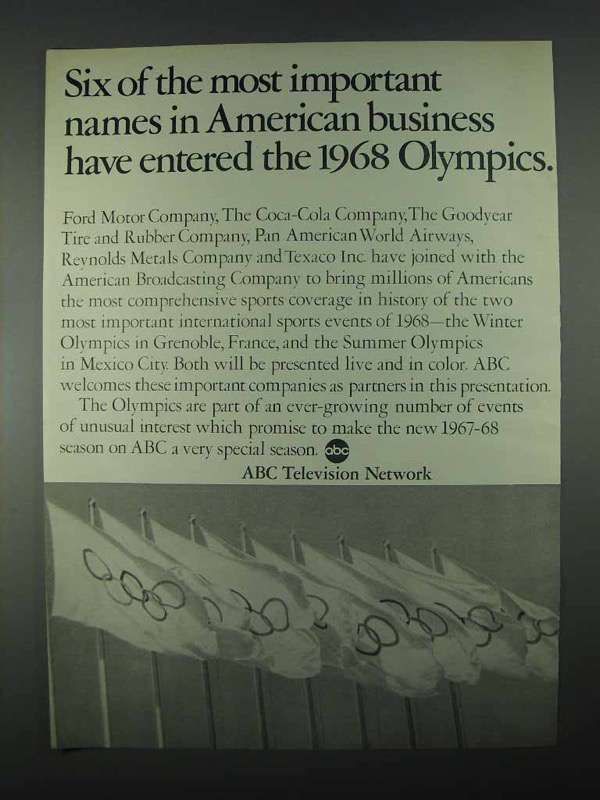 Six of the most important
names in American business
have entered the 1968 Olympics.
Ford Motor Company, The Coca-Cola Company, The Goodyear
Tire and Rubber Company, Pan American World Airways,
Reynolds Metals Company and Texaco Inc. have joined with the
American Broadcasting Company to bring millions of Americans
the most comprehensive sports coverage in history of the two
most important international sports events of 1968—the Winter
Olympics in Grenoble, France, and the Summer Olympics
in Mexico City. Both will be presented live and in color. ABC
welcomes these important companies as partners in this presentation.
The Olympics are part of an ever-growing number of events
of unusual interest which promise to make the new 1967-68
season on ABC a very special season. abc
ABC Television Network